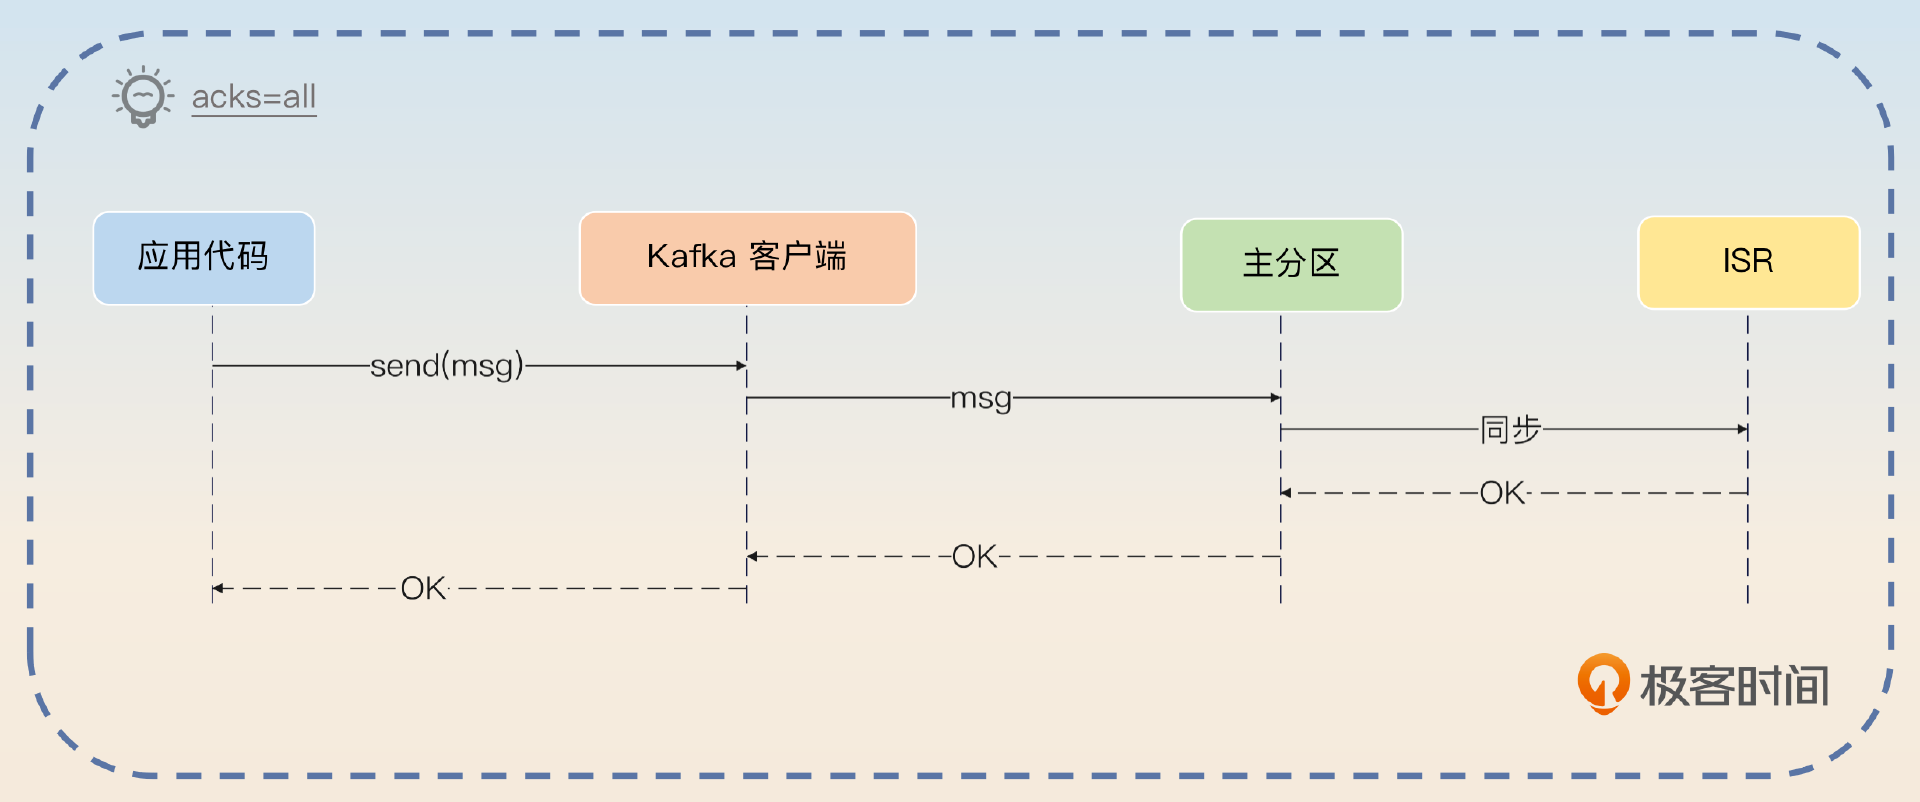 acks=all
应用代码
Kafka 客户端
主分区
ISR
send(msg)
msg
同步
OK
OK
OK
极客时间